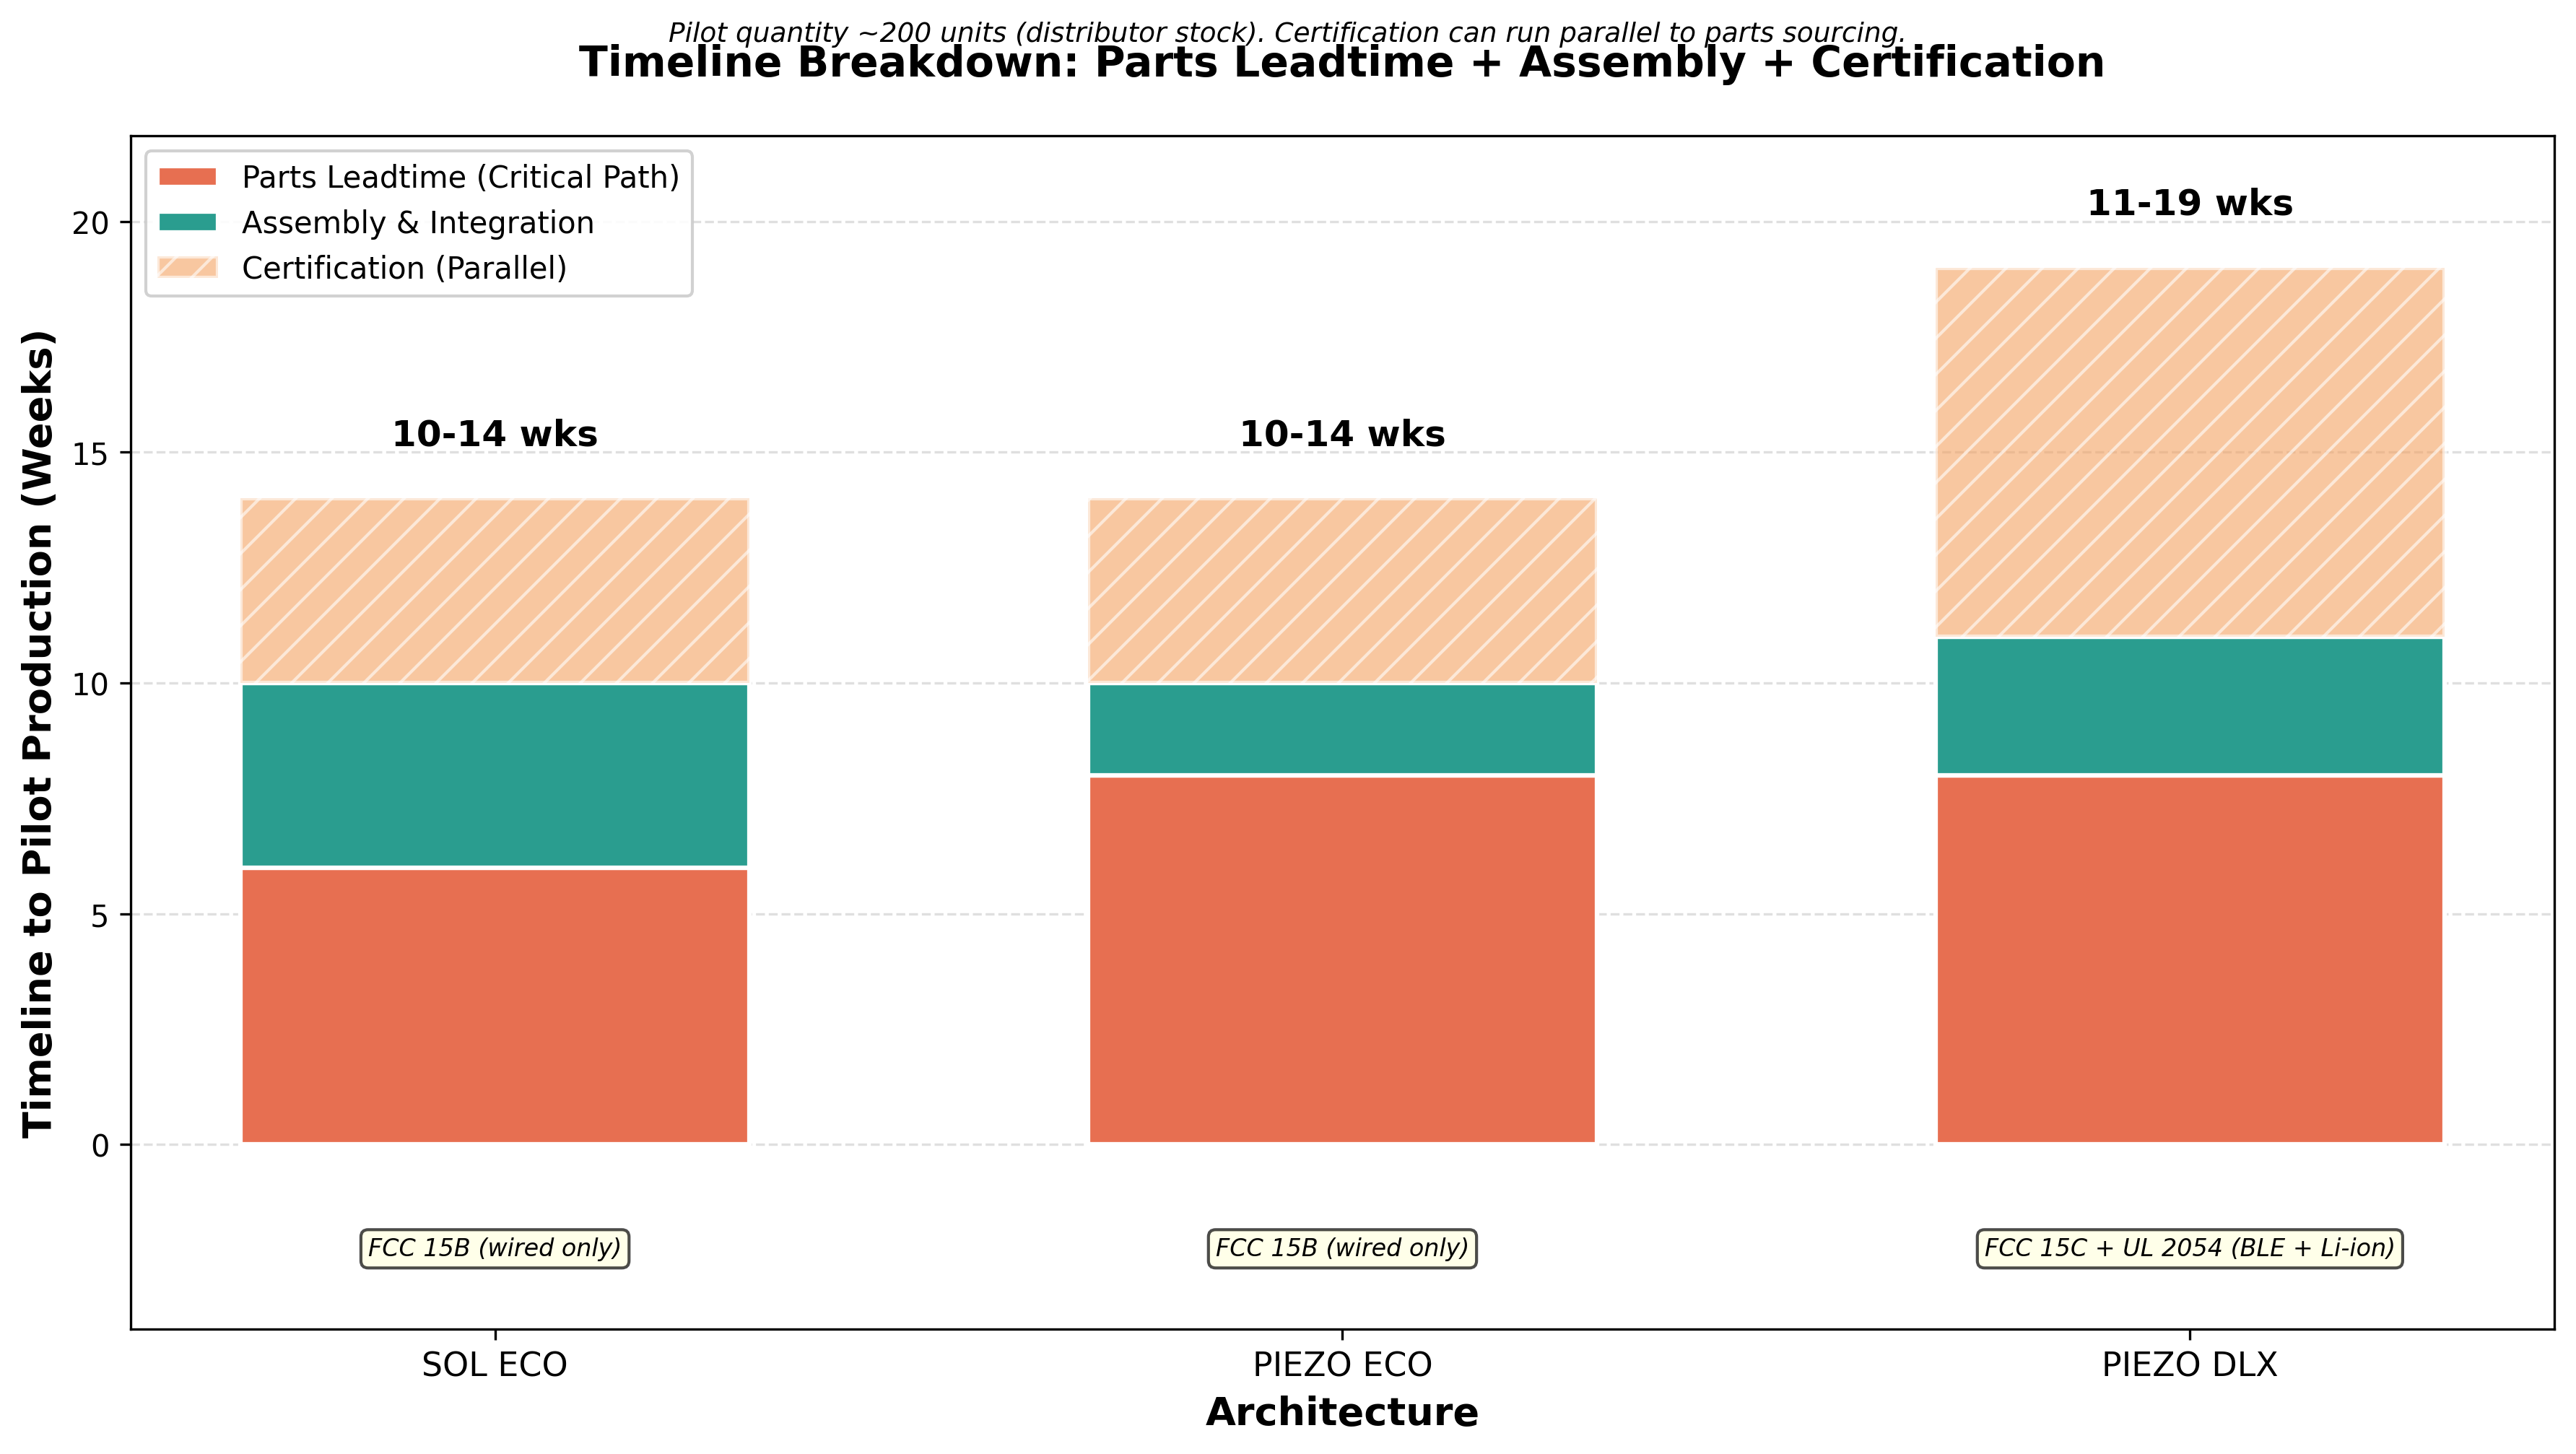 Pilot quantity ~200 units (distributor stock). Certification can run parallel to parts sourcing.
Timeline Breakdown: Parts Leadtime + Assembly + Certification
Parts Leadtime (Critical Path)
Assembly & Integration
Certification (Parallel)
Timeline to Pilot Production (Weeks)
20
15
10
5
0
10-14 wks
10-14 wks
11-19 wks
FCC 15B (wired only)
FCC 15B (wired only)
FCC 15C + UL 2054 (BLE + Li-ion)
SOL ECO
PIEZO ECO
PIEZO DLX
Architecture